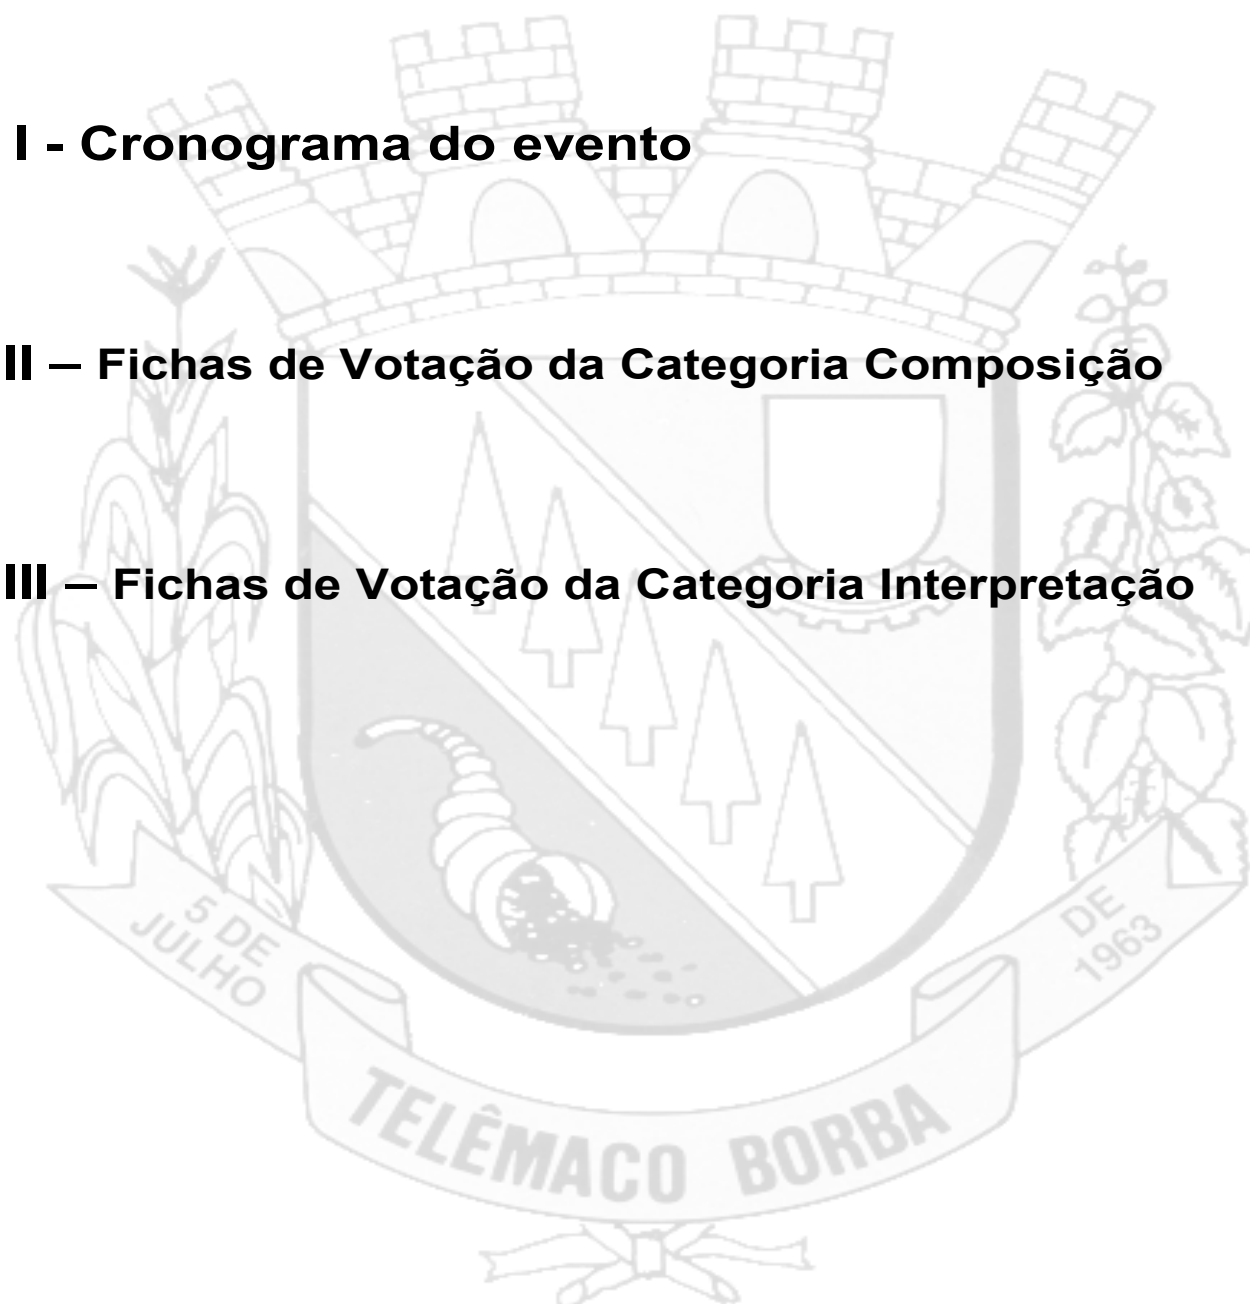 I - Cronograma do evento
II – Fichas de Votação da Categoria Composição
III – Fichas de Votação da Categoria Interpretação
5 DE
JULHO
DE
1963
TELÊMACO BORBA